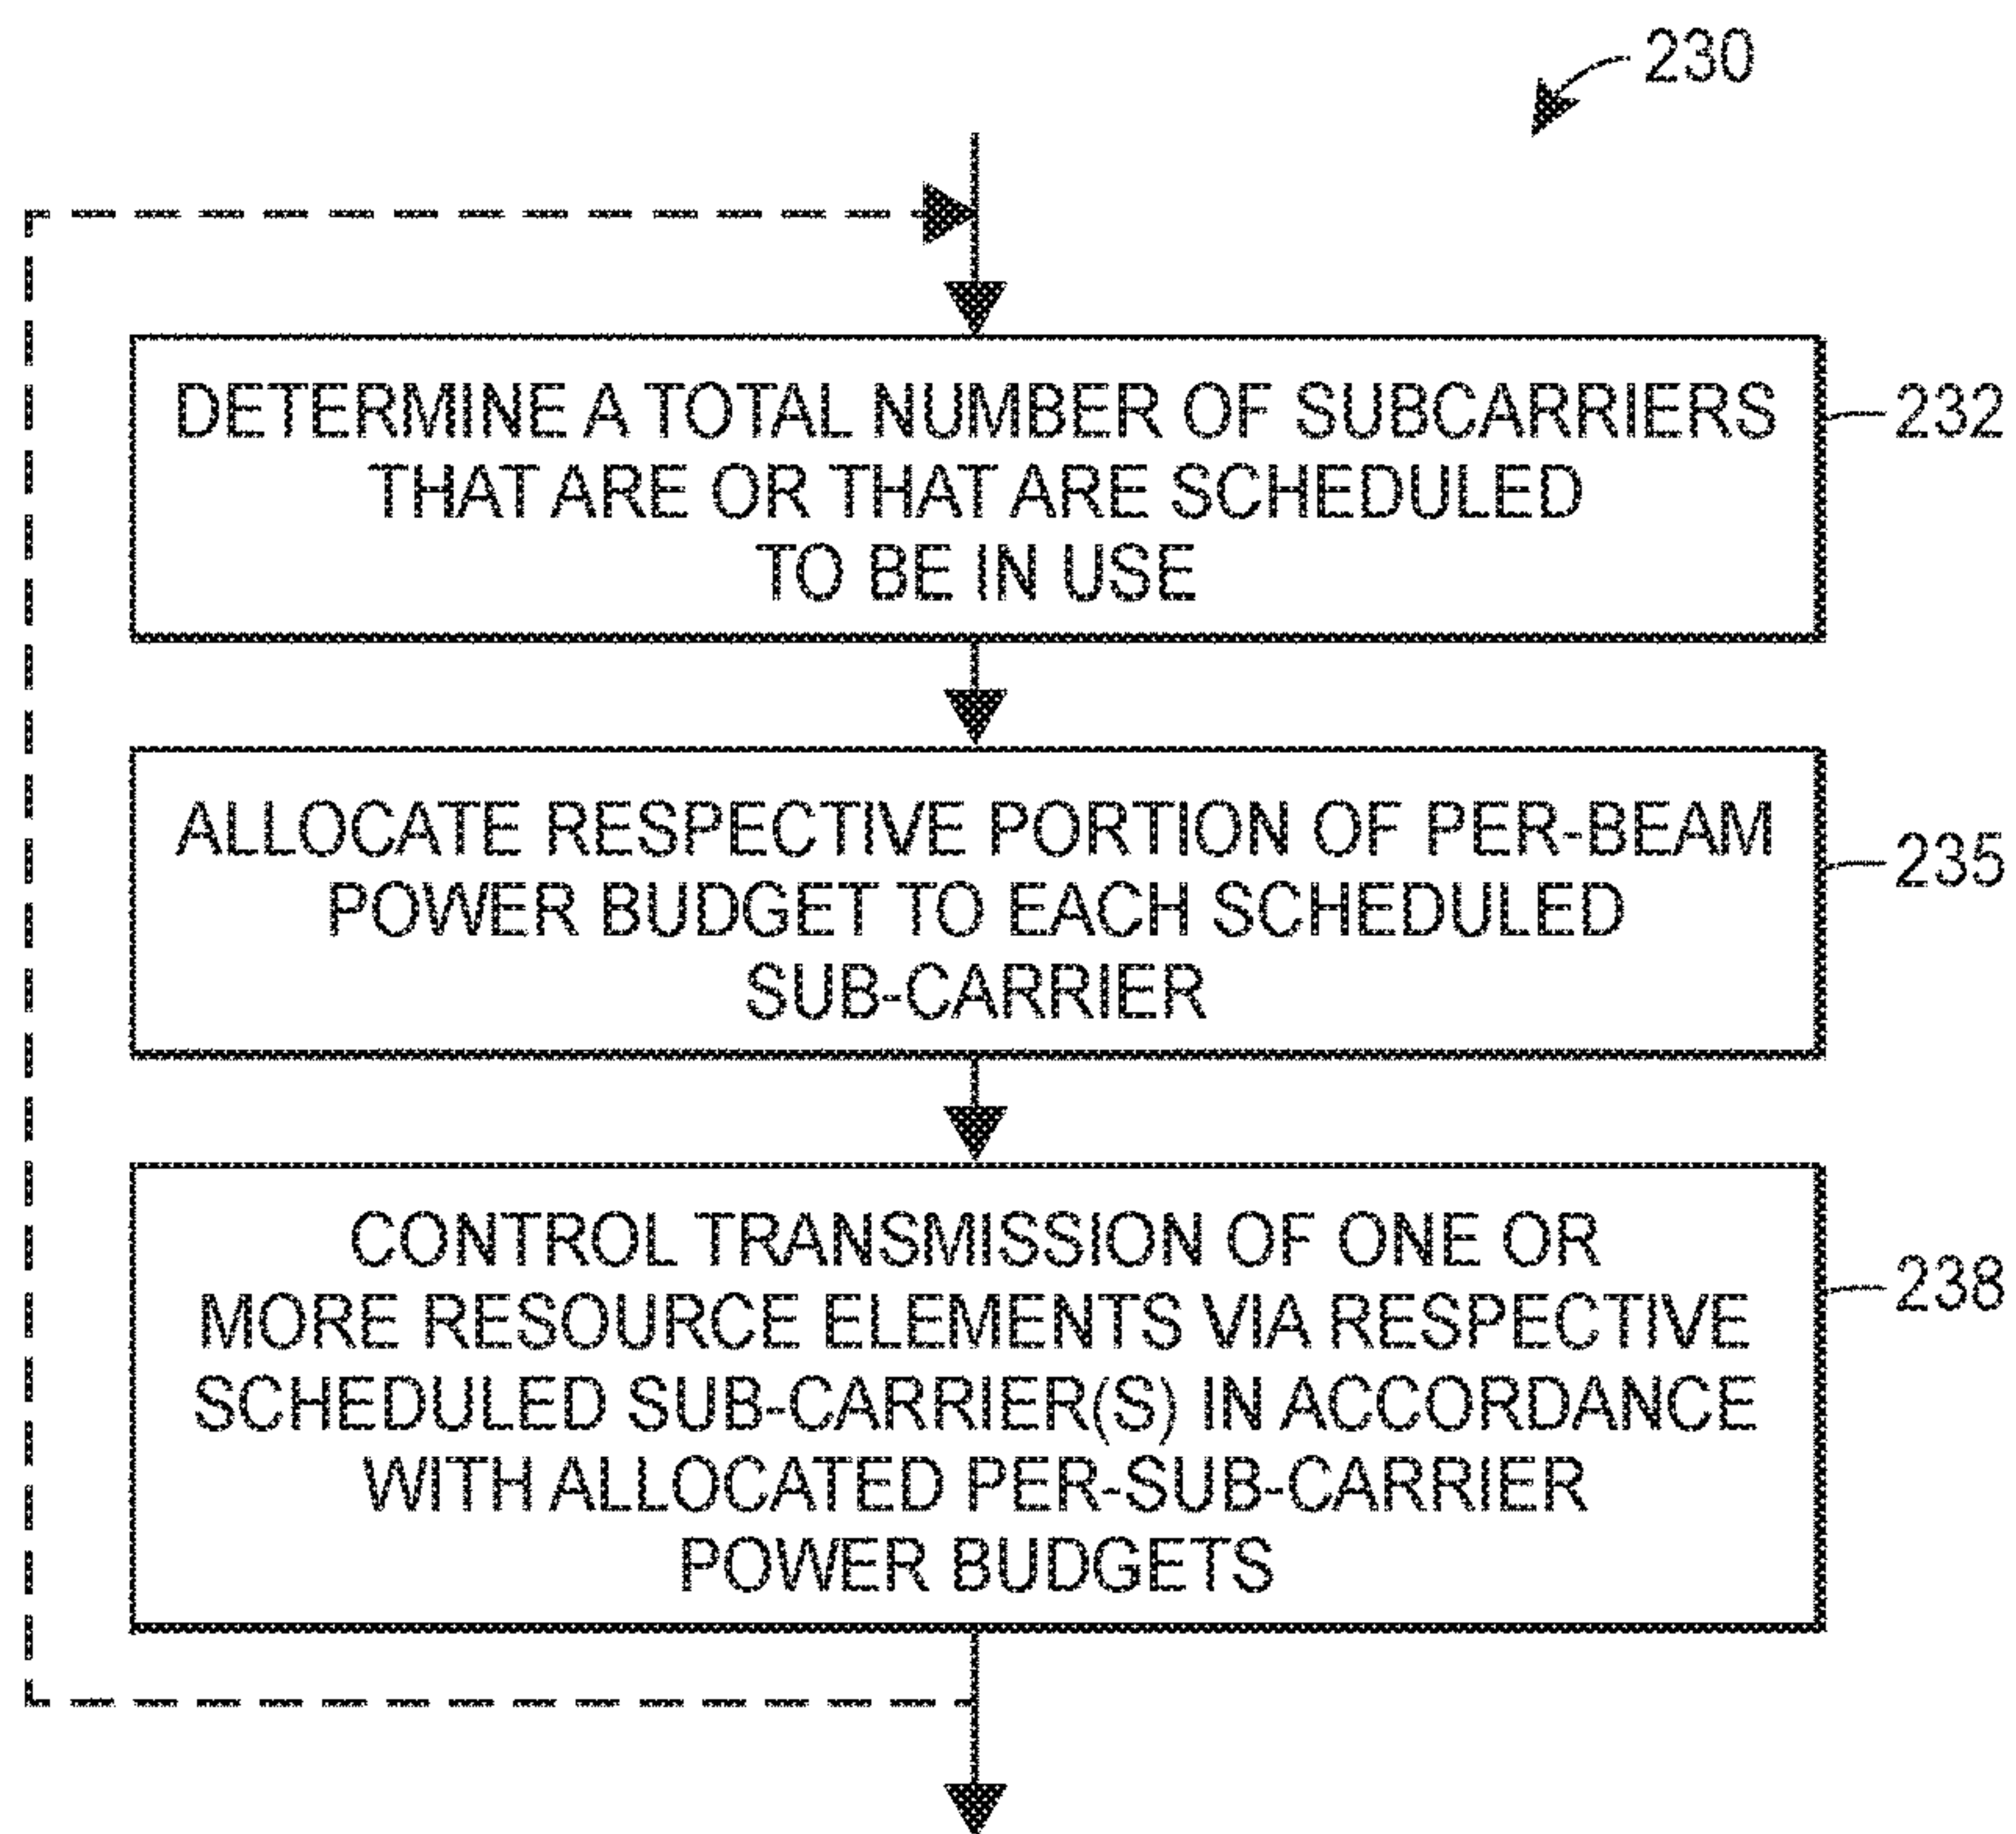 230
DETERMINE A TOTAL NUMBER OF SUBCARRIERS
THAT ARE OR THAT ARE SCHEDULED
TO BE IN USE
232
ALLOCATE RESPECTIVE PORTION OF PER-BEAM
POWER BUDGET TO EACH SCHEDULED
SUB-CARRIER
235
CONTROL TRANSMISSION OF ONE OR
MORE RESOURCE ELEMENTS VIA RESPECTIVE
SCHEDULED SUB-CARRIER(S) IN ACCORDANCE
WITH ALLOCATED PER-SUB-CARRIER
POWER BUDGETS
238